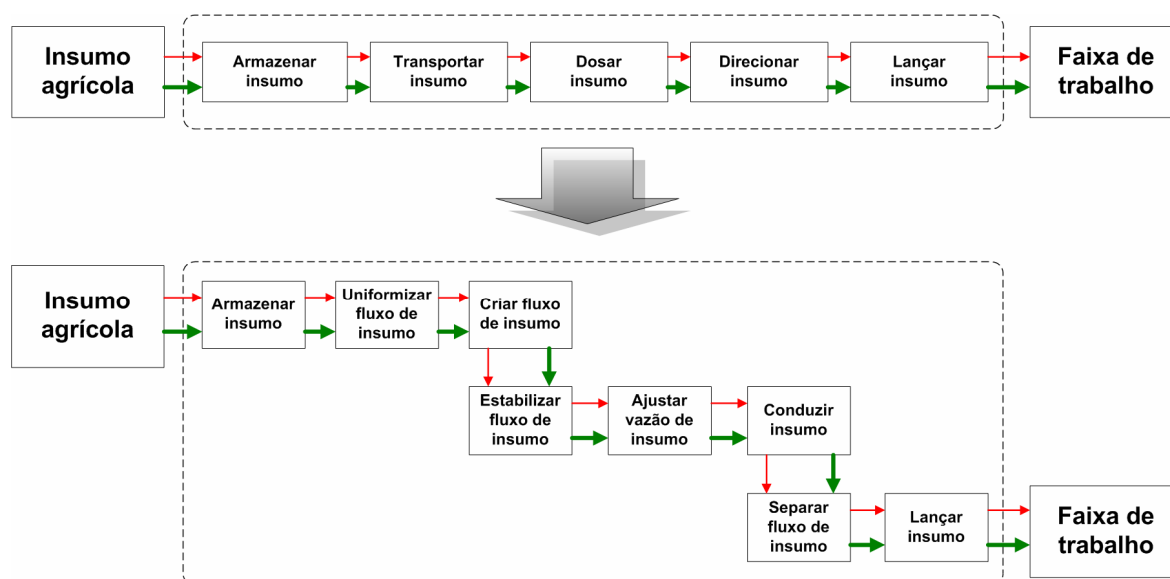 Insumo
agrícola
Armazenar
insumo
Transportar
insumo
Dosar
insumo
Direcionar
insumo
Lançar
insumo
Faixa de
trabalho
Insumo
agrícola
Armazenar
insumo
Uniformizar
fluxo de
insumo
Criar fluxo
de insumo
Estabilizar
fluxo de
insumo
Ajustar
vazão de
insumo
Conduzir
insumo
Separar
fluxo de
insumo
Lançar
insumo
Faixa de
trabalho